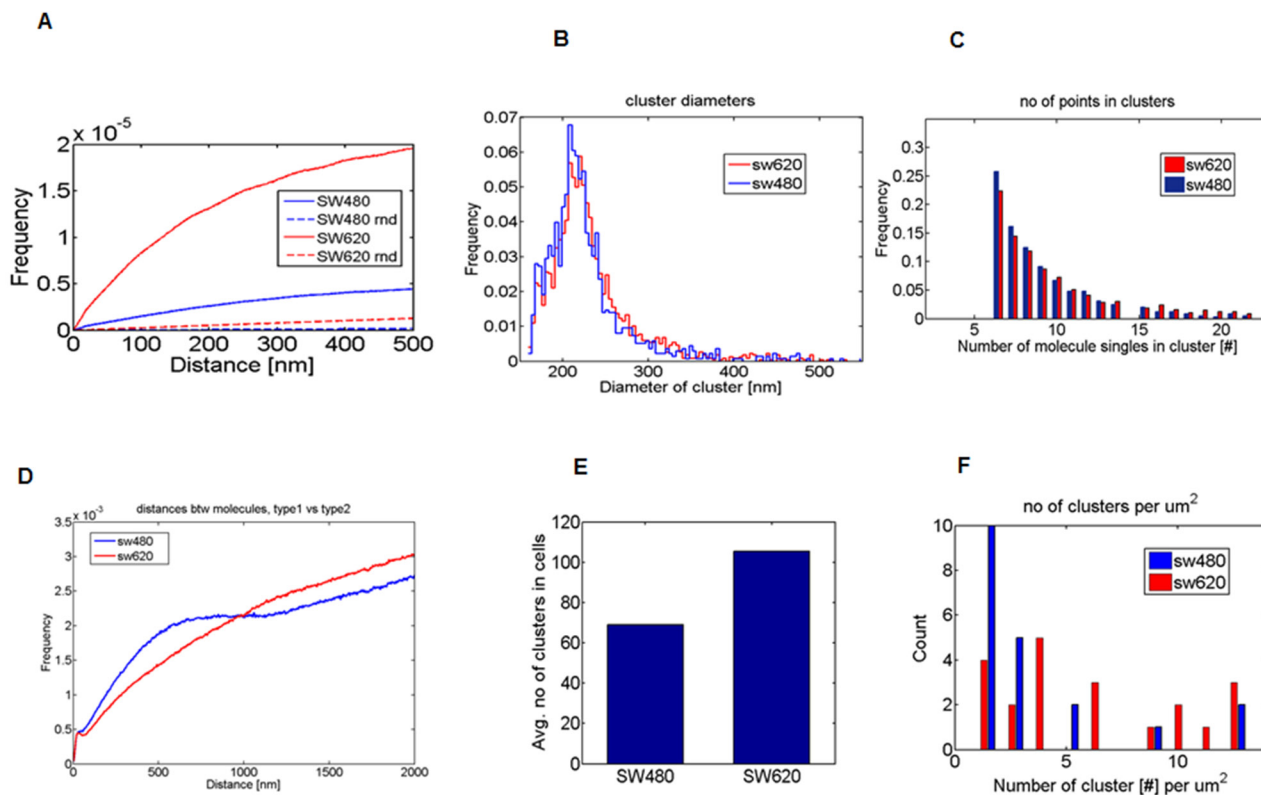 A
2 x 10^-5
1.5
1
0.5
0
Frequency
SW480
SW480 rnd
SW620
SW620 rnd
0 100 200 300 400 500
Distance [nm]
B
cluster diameters
0.07
0.06
0.05
0.04
0.03
0.02
0.01
0
Frequency
sw620
sw480
200 300 400 500
Diameter of cluster [nm]
C
no of points in clusters
0.3
0.25
0.2
0.15
0.1
0.05
Frequency
sw620
sw480
5 10 15 20
Number of molecule singles in cluster [#]
D
distances btw molecules, type1 vs type2
x 10^-3
3.5
3
2.5
2
1.5
1
0.5
0
Frequency
sw480
sw620
0 500 1000 1500 2000
Distance [nm]
E
120
100
80
60
40
20
0
Avg. no of clusters in cells
SW480 SW620
F
no of clusters per um²
10
8
6
4
2
0
Count
sw480
sw620
0 5 10
Number of cluster [#] per um²